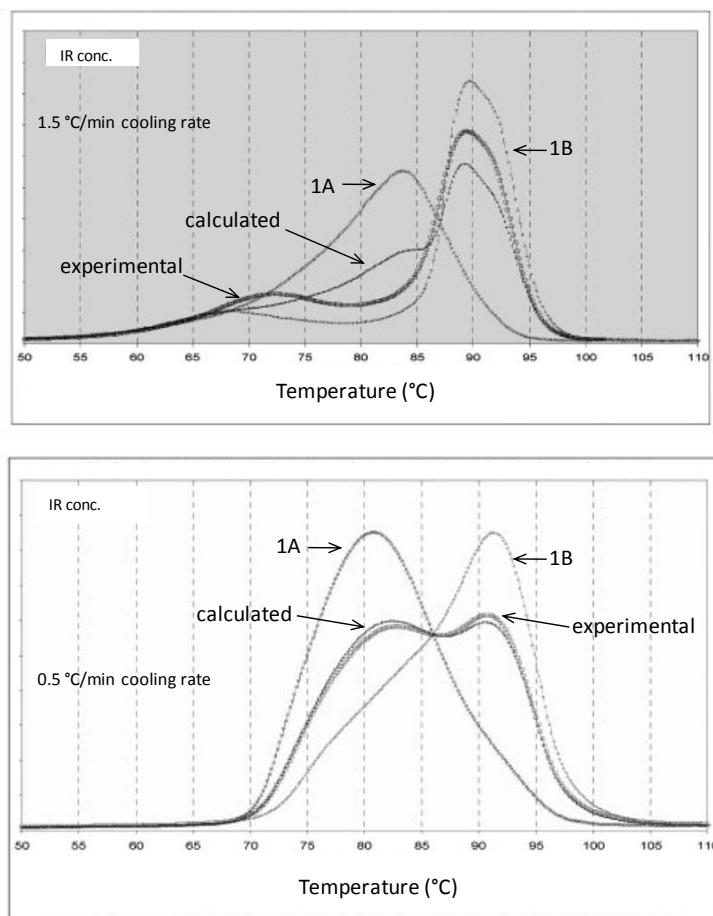 IR conc.
1.5 °C/min cooling rate
1A
1B
calculated
experimental
50 55 60 65 70 75 80 85 90 95 100 105 110
Temperature (°C)
IR conc.
1A
1B
calculated
experimental
0.5 °C/min cooling rate
50 55 60 65 70 75 80 85 90 95 100 105 110
Temperature (°C)